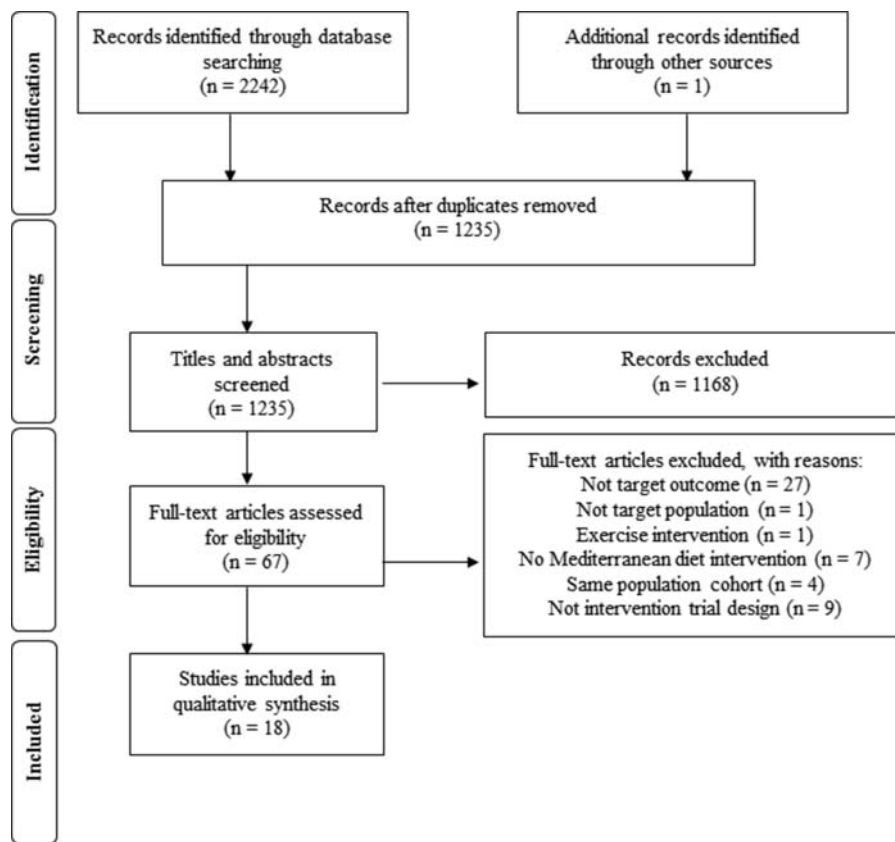 Identification
Records identified through database
searching
(n = 2242)
Additional records identified
through other sources
(n = 1)
Records after duplicates removed
(n = 1235)
Screening
Titles and abstracts
screened
(n = 1235)
Records excluded
(n = 1168)
Eligibility
Full-text articles assessed
for eligibility
(n = 67)
Full-text articles excluded, with reasons:
Not target outcome (n = 27)
Not target population (n = 1)
Exercise intervention (n = 1)
No Mediterranean diet intervention (n = 7)
Same population cohort (n = 4)
Not intervention trial design (n = 9)
Included
Studies included in
qualitative synthesis
(n = 18)